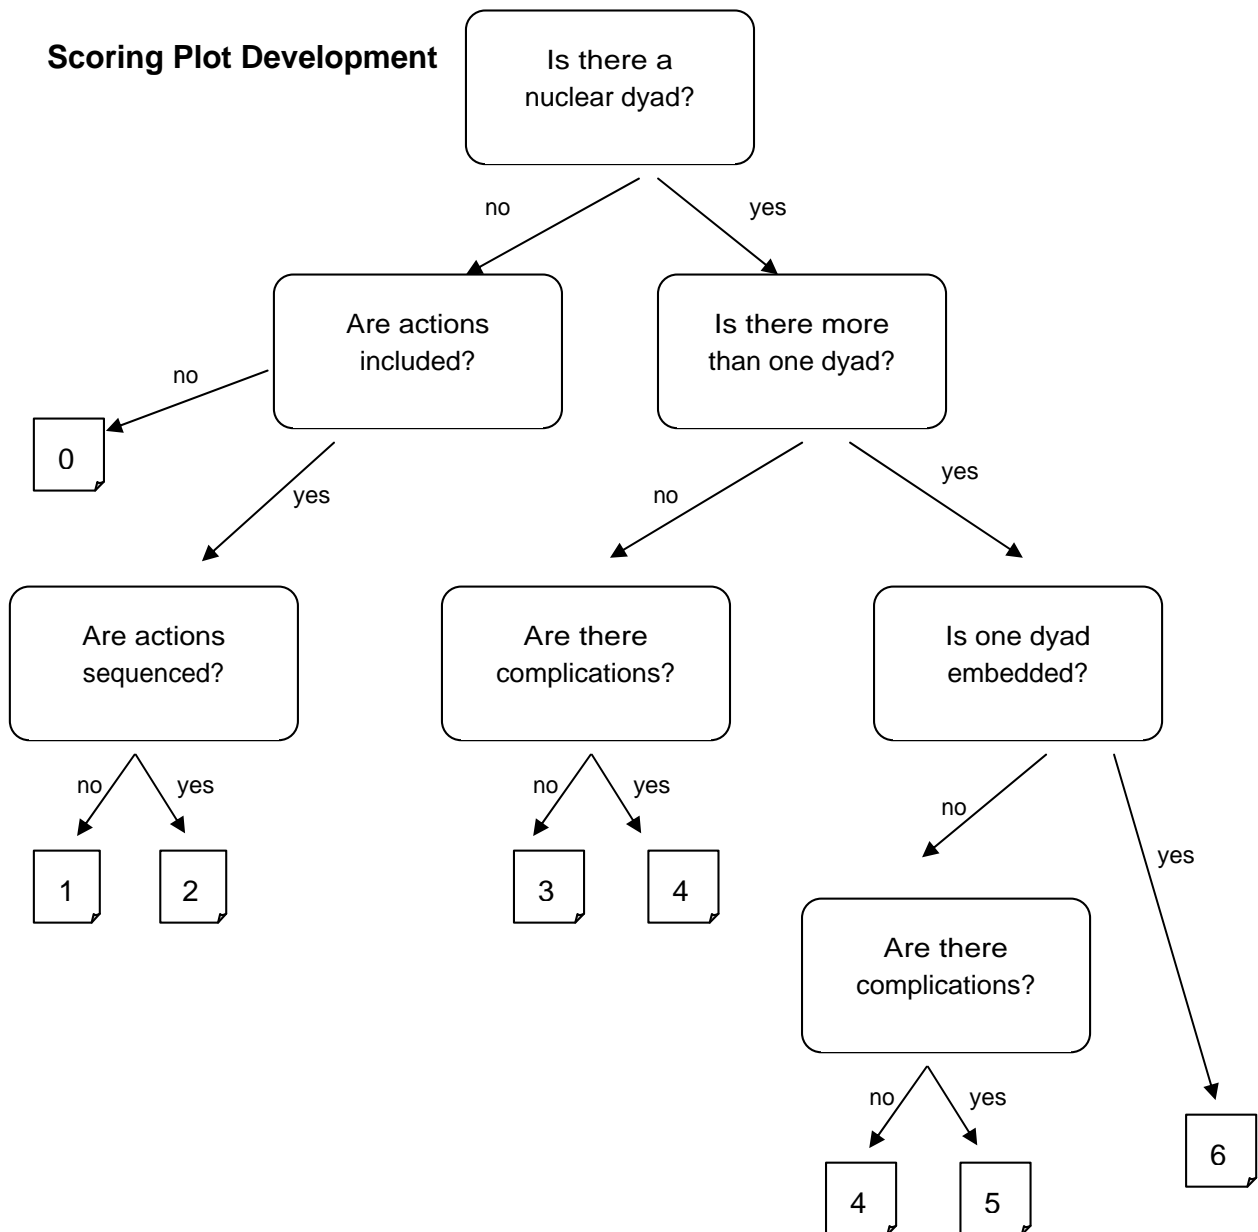 Scoring Plot Development
Is there a
nuclear dyad?
no
yes
Are actions
included?
Is there more
than one dyad?
no
0
yes
no
yes
Are actions
sequenced?
Are there
complications?
Is one dyad
embedded?
no
yes
no
yes
no
yes
1
2
3
4
Are there
complications?
no
yes
6
4
5